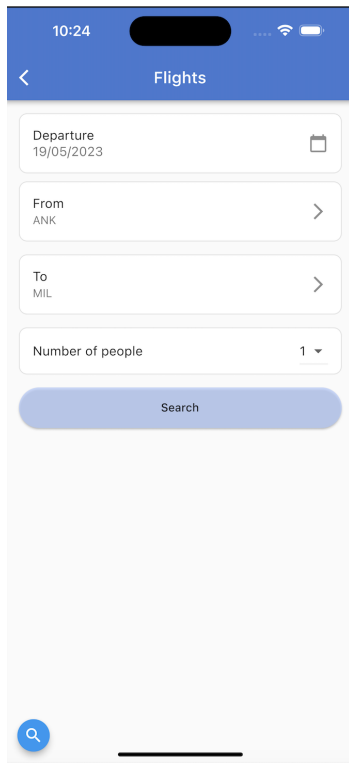 10:24
Flights
Departure
19/05/2023
From
ANK
To
MIL
Number of people
1
Search